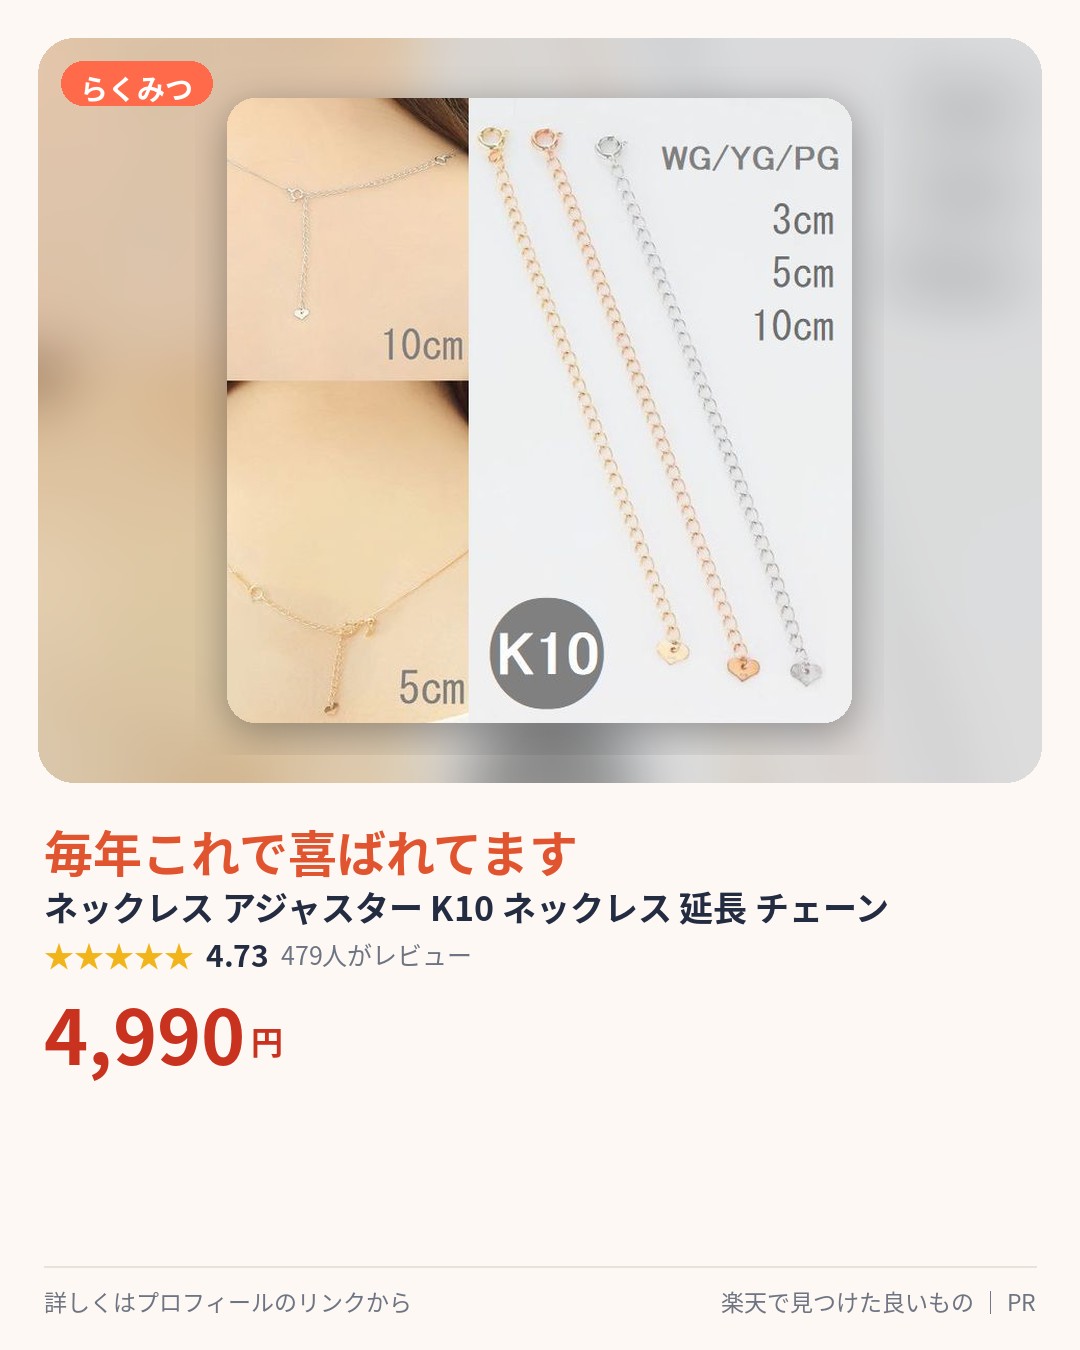 らくみつ
WG/YG/PG
3cm
5cm
10cm
10cm
5cm
K10
毎年これで喜ばれてます
ネックレス アジャスター K10 ネックレス 延長 チェーン
★★★★★ 4.73 479人がレビュー
4,990円
詳しくはプロフィールのリンクから
楽天で見つけた良いもの｜PR